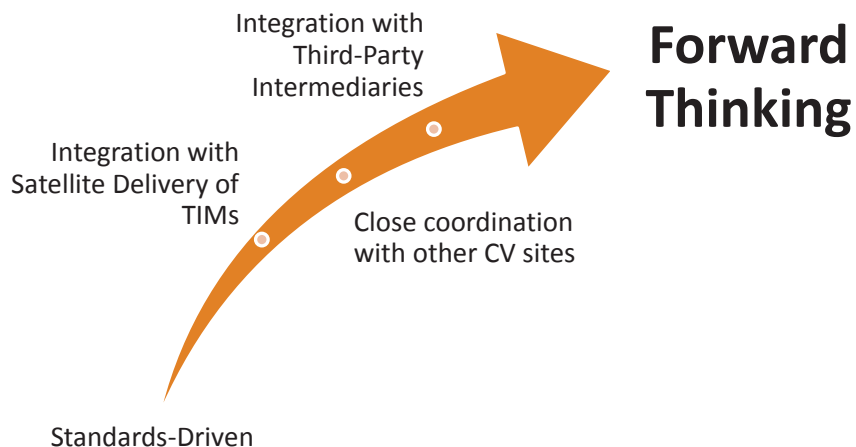 Integration with
Third-Party
Intermediaries
Forward
Thinking
Integration with
Satellite Delivery of
TIMs
Close coordination
with other CV sites
Standards-Driven